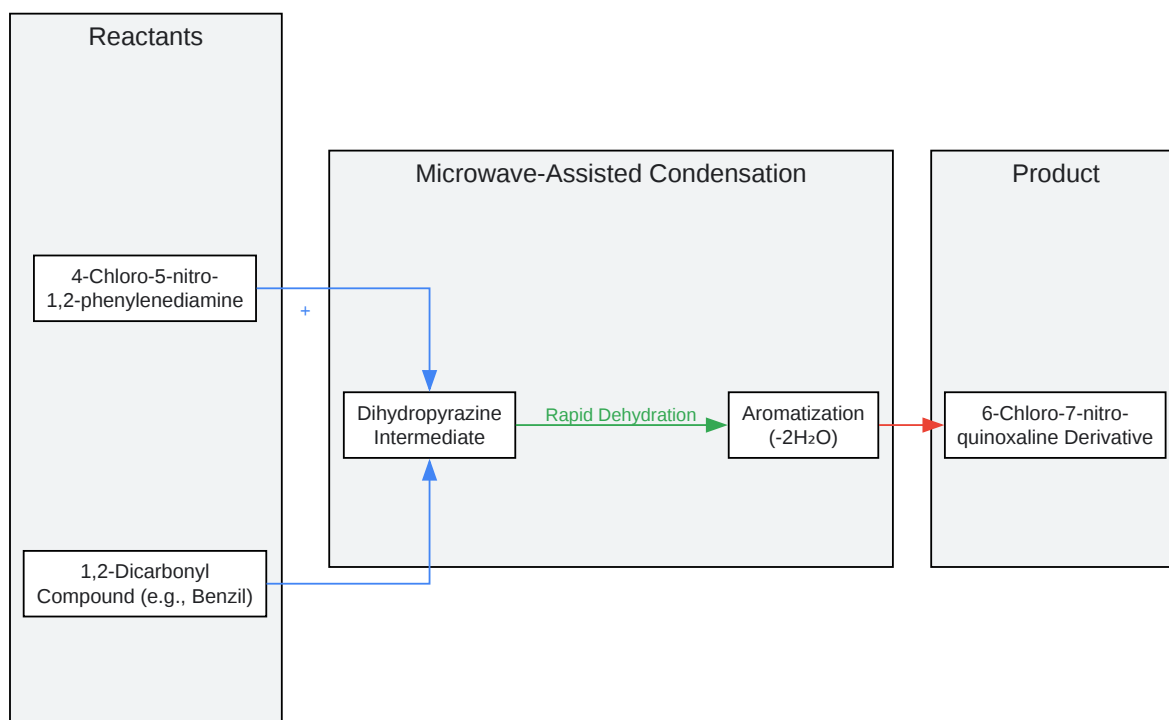 Reactants
Microwave-Assisted Condensation
Product
4-Chloro-5-nitro-
1,2-phenylenediamine
+
Dihydropyrazine
Intermediate
Rapid Dehydration
Aromatization
(-2H₂O)
6-Chloro-7-nitro-
quinoxaline Derivative
1,2-Dicarbonyl
Compound (e.g., Benzil)